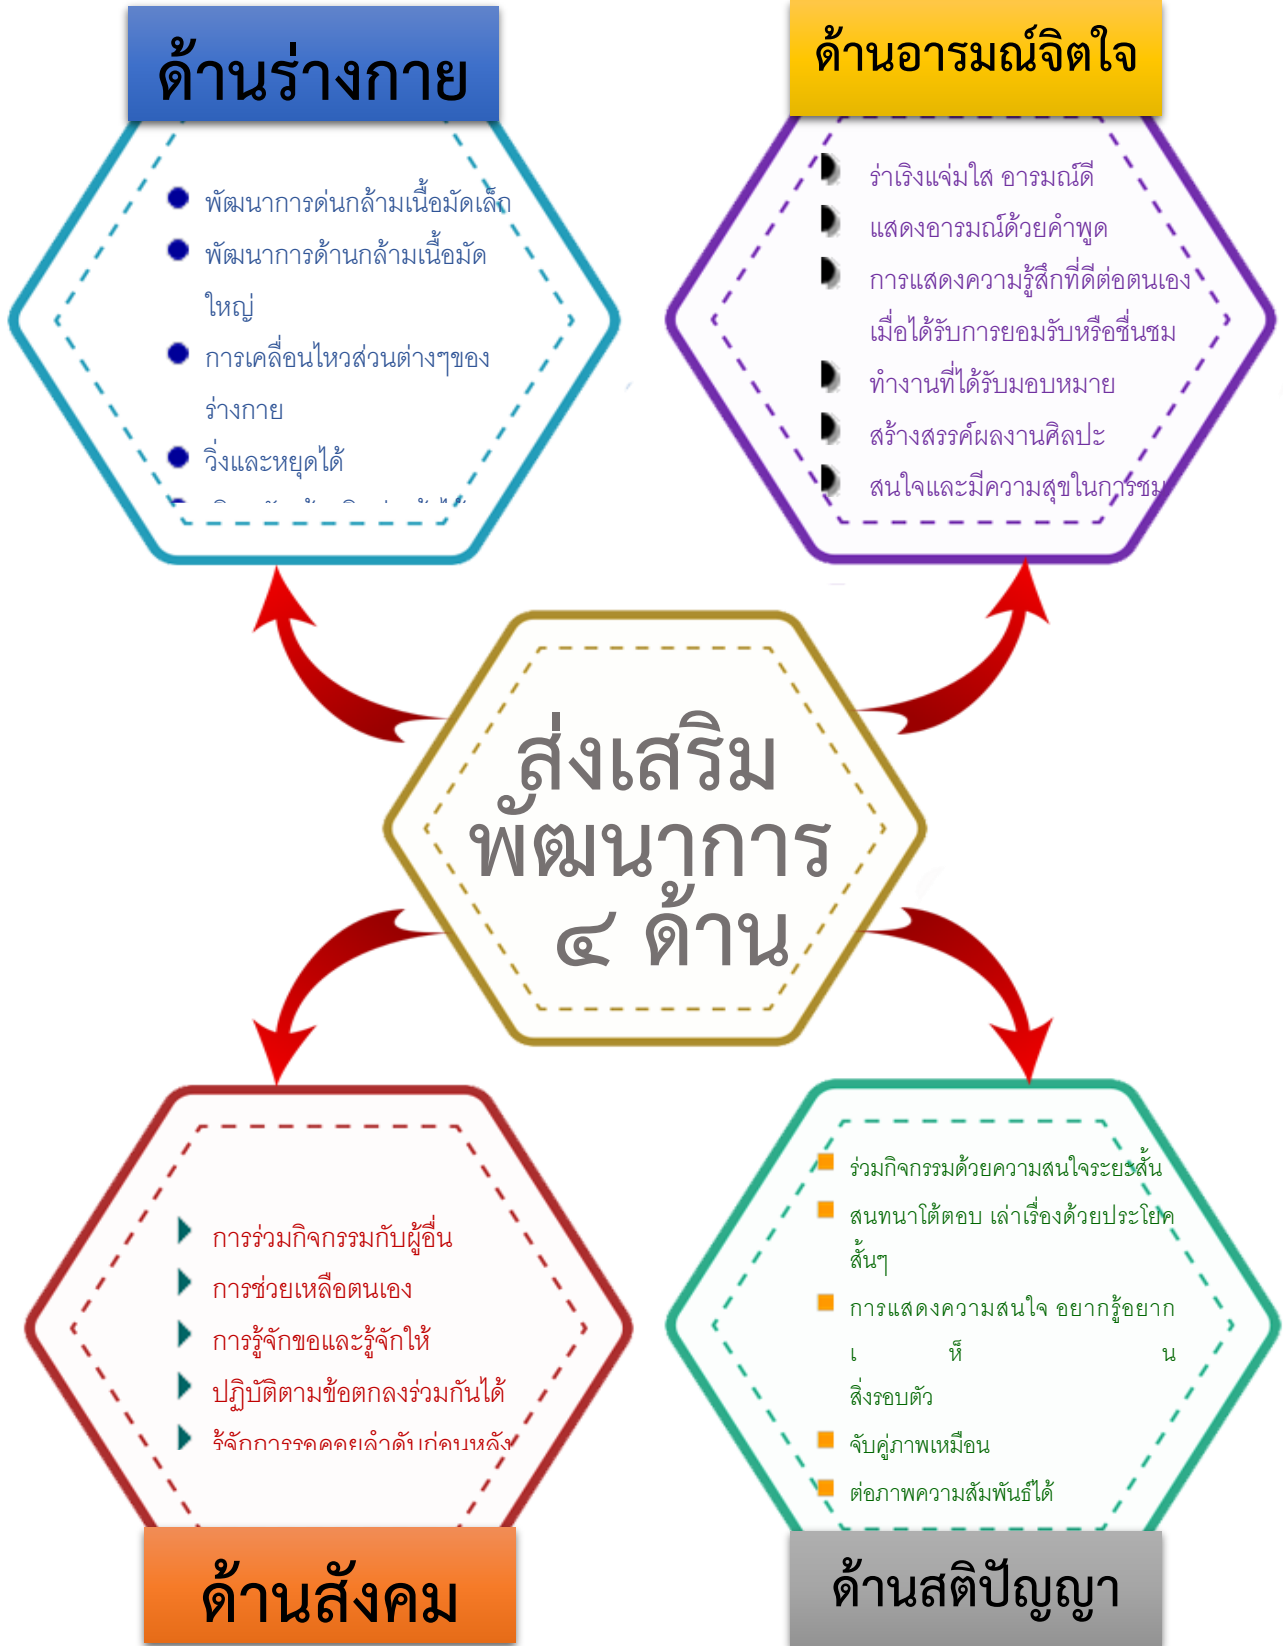 ด้านร่างกาย
พัฒนาการด่นกล้ามเนื้อมัดเล็ก
พัฒนาการด้านกล้ามเนื้อมัด
ใหญ่
การเคลื่อนไหวส่วนต่างๆของ
ร่างกาย
วิ่งและหยุดได้
ด้านอารมณ์จิตใจ
ร่าเริงแจ่มใส อารมณ์ดี
แสดงอารมณ์ด้วยคำพูด
การแสดงความรู้สึกที่ดีต่อตนเอง
เมื่อได้รับการยอมรับหรือชื่นชม
ทำงานที่ได้รับมอบหมาย
สร้างสรรค์ผลงานศิลปะ
สนใจและมีความสุขในการชม
ส่งเสริม
พัฒนาการ
๔ ด้าน
การร่วมกิจกรรมกับผู้อื่น
การช่วยเหลือตนเอง
การรู้จักขอและรู้จักให้
ปฏิบัติตามข้อตกลงร่วมกันได้
รู้จักการรอคอยลำดับก่อนหลัง
ด้านสังคม
ร่วมกิจกรรมด้วยความสนใจระยะสั้น
สนทนาโต้ตอบ เล่าเรื่องด้วยประโยค
สั้นๆ
การแสดงความสนใจ อยากรู้อยาก
เ ห็ น
สิ่งรอบตัว
จับคู่ภาพเหมือน
ต่อภาพความสัมพันธ์ได้
ด้านสติปัญญา